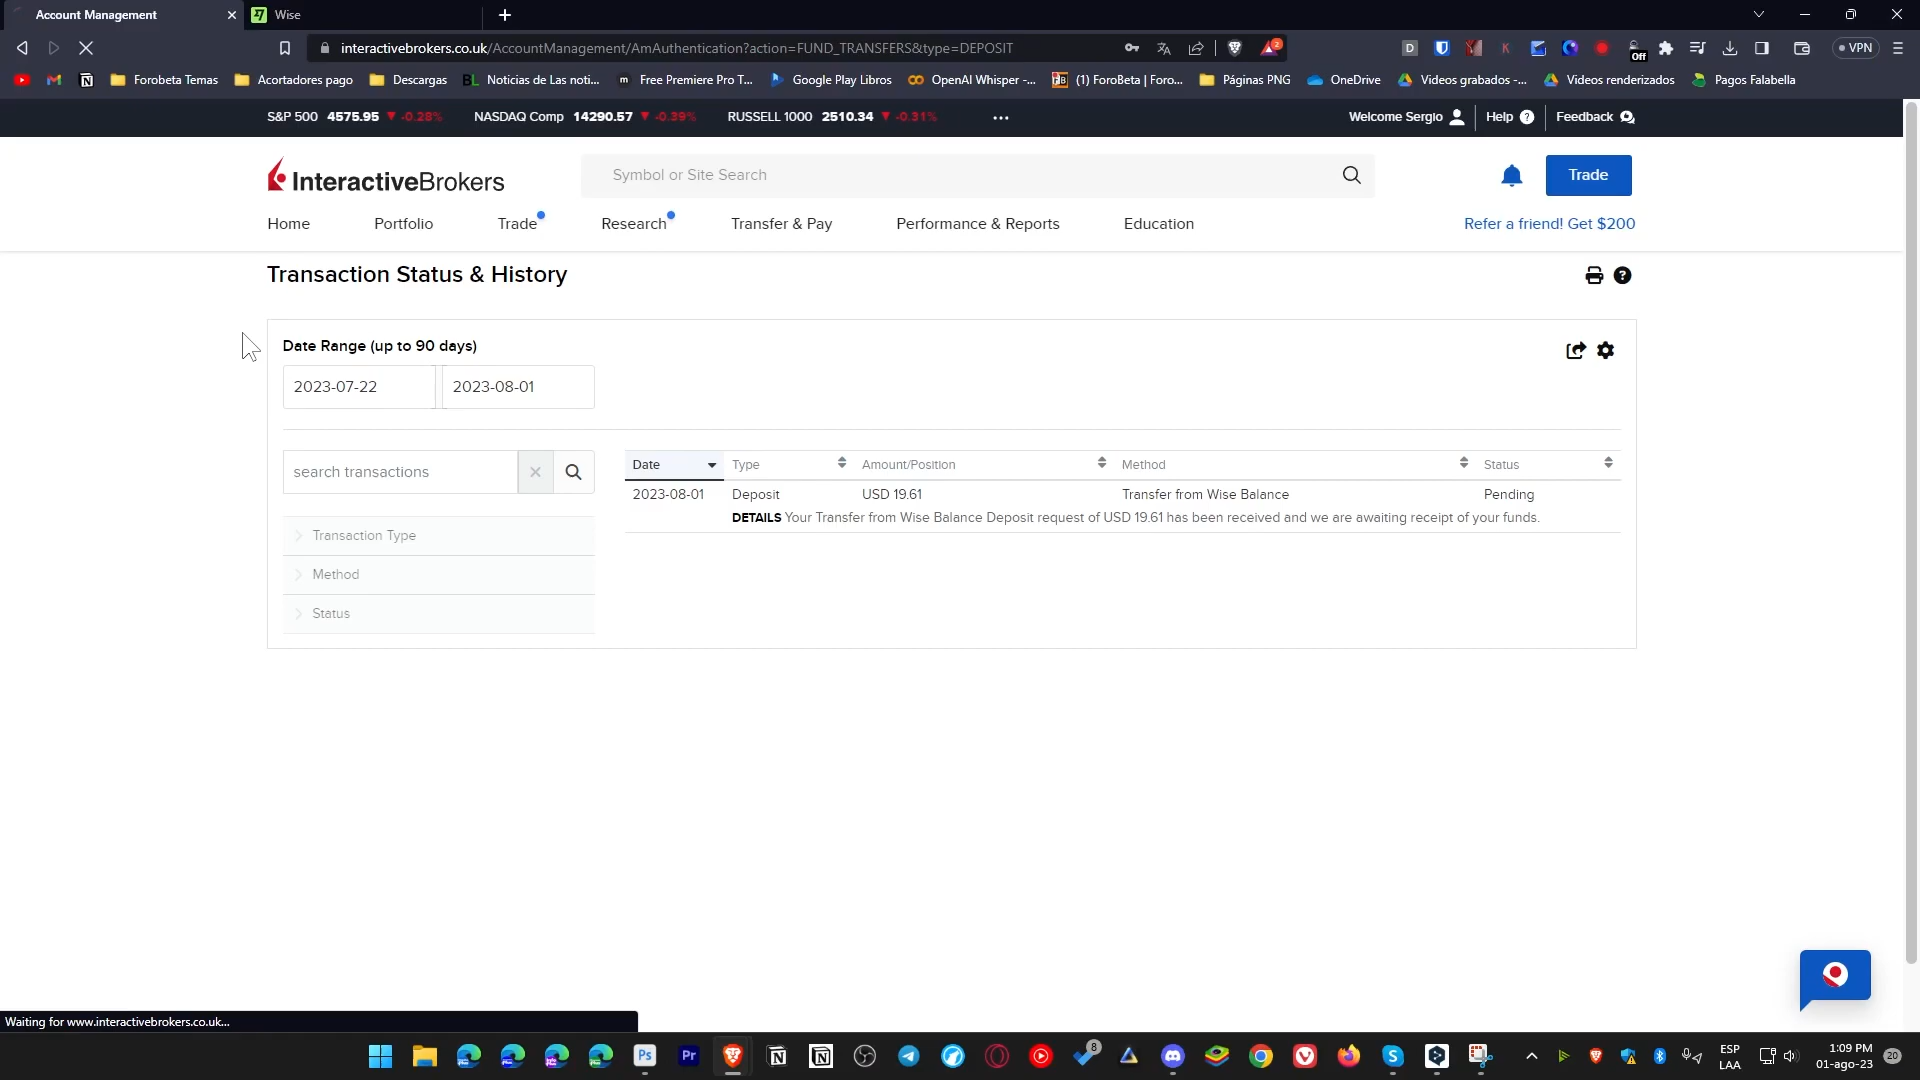 Account Management
Wise
interactivebrokers.co.uk/AccountManagement/AmAuthentication?action=FUND_TRANSFERS&type=DEPOSIT
2
D
K
Off
VPN
Forobeta Temas
Acortadores pago
Descargas
BL Noticias de Las noti...
m Free Premiere Pro T...
Google Play Libros
OpenAI Whisper -...
(1) ForoBeta | Foro...
Páginas PNG
OneDrive
Videos grabados -...
Videos renderizados
Pagos Falabella
S&P 500 4575.95 ▼ -0.28%
NASDAQ Comp 14290.57 ▼ -0.39%
RUSSELL 1000 2510.34 ▼ -0.31%
Welcome Sergio
Help
Feedback
InteractiveBrokers
Symbol or Site Search
Trade
Home
Portfolio
Trade
Research
Transfer & Pay
Performance & Reports
Education
Refer a friend! Get $200
Transaction Status & History
Date Range (up to 90 days)
2023-07-22
2023-08-01
search transactions
Transaction Type
Method
Status
Date Type Amount/Position Method Status
2023-08-01 Deposit USD 19.61 Transfer from Wise Balance Pending
DETAILS Your Transfer from Wise Balance Deposit request of USD 19.61 has been received and we are awaiting receipt of your funds.
Waiting for www.interactivebrokers.co.uk...
Ps
Pr
8
ESP
LAA
1:09 PM
01-ago-23
20